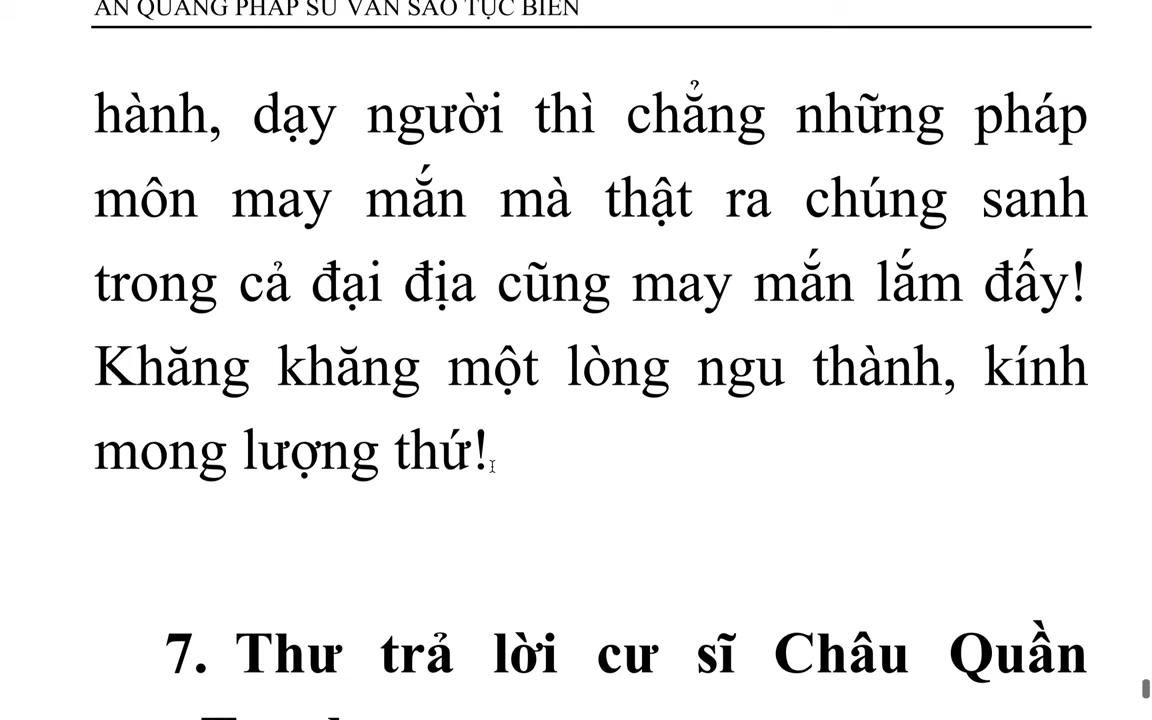 ẤN QUANG PHÁP SƯ VĂN SAO TỤC BIÊN
hành, dạy người thì chẳng những pháp
môn may mắn mà thật ra chúng sanh
trong cả đại địa cũng may mắn lắm đấy!
Khăng khăng một lòng ngu thành, kính
mong lượng thứ!
7. Thư trả lời cư sĩ Châu Quần